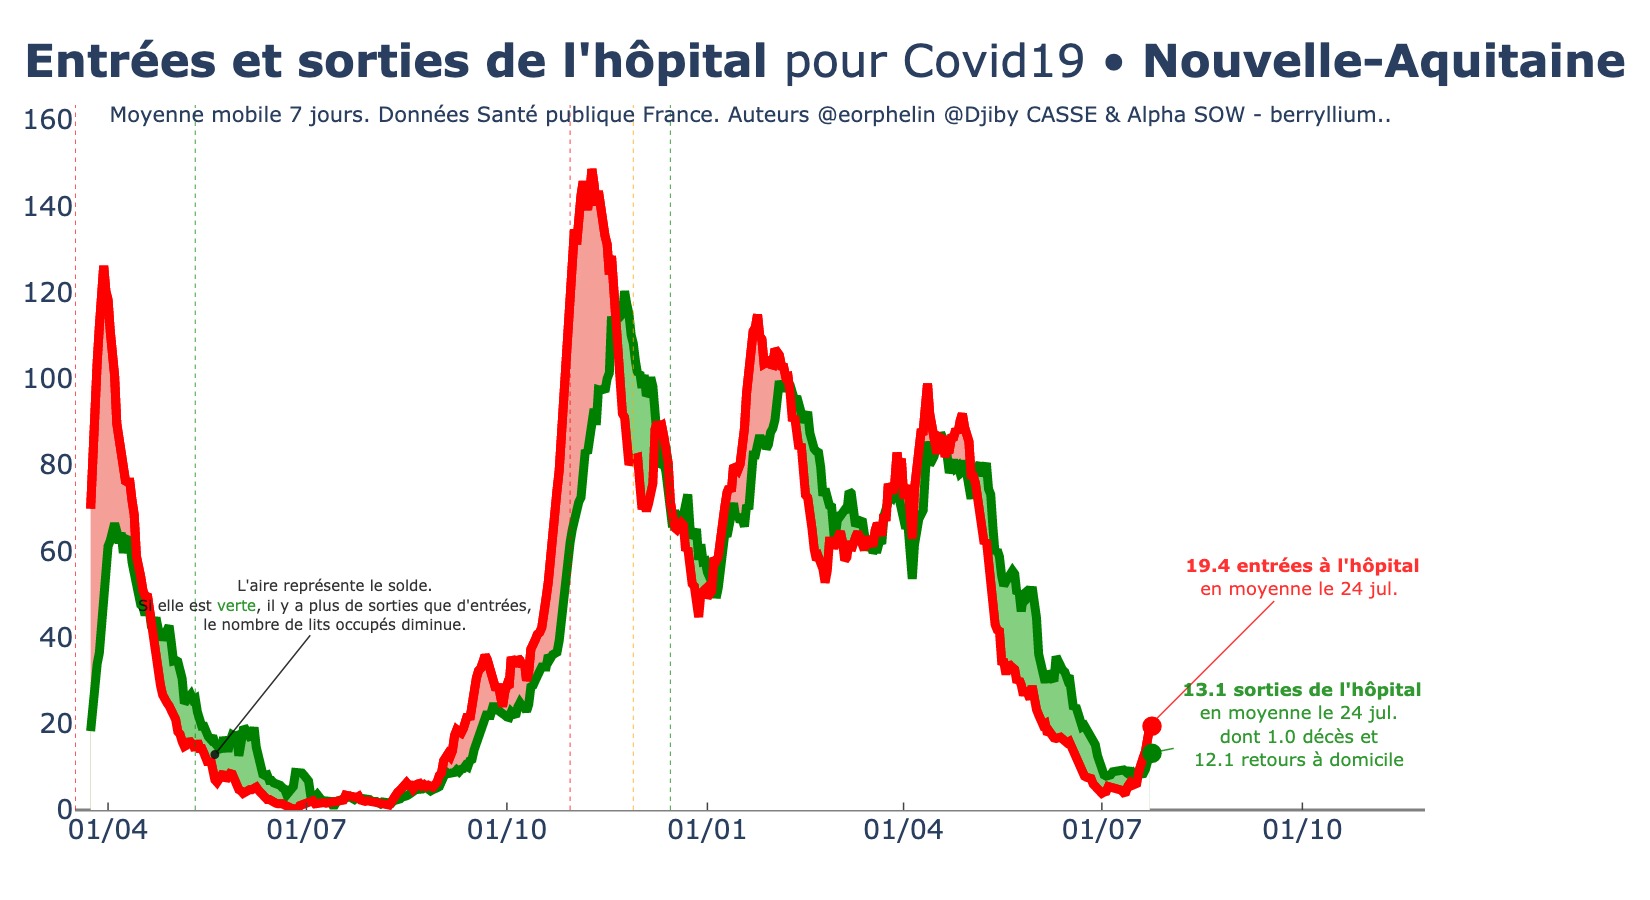 Entrées et sorties de l'hôpital pour Covid19 • Nouvelle-Aquitaine
Moyenne mobile 7 jours. Données Santé publique France. Auteurs @eorphelin @Djiby CASSE & Alpha SOW - berryllium..
160
140
120
100
80
60
40
20
0
L'aire représente le solde.
Si elle est verte, il y a plus de sorties que d'entrées,
le nombre de lits occupés diminue.
19.4 entrées à l'hôpital
en moyenne le 24 jul.
13.1 sorties de l'hôpital
en moyenne le 24 jul.
dont 1.0 décès et
12.1 retours à domicile
01/04 01/07 01/10 01/01 01/04 01/07 01/10